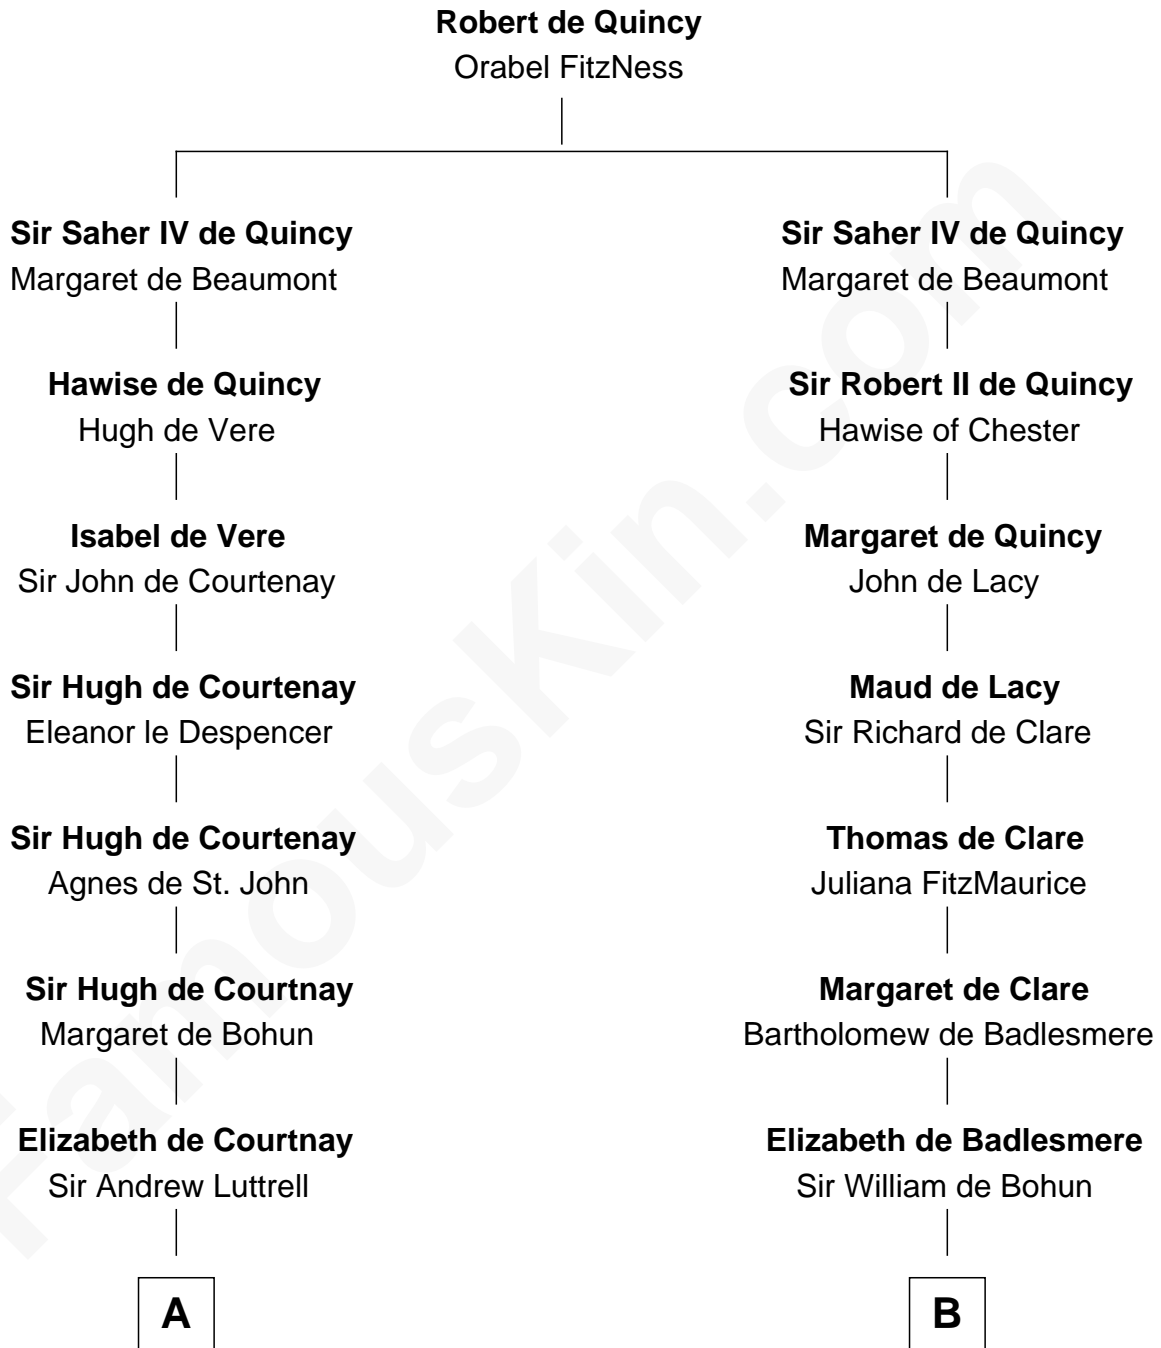 Robert de Quincy
Orabel FitzNess
Sir Saher IV de Quincy
Margaret de Beaumont
Sir Saher IV de Quincy
Margaret de Beaumont
Hawise de Quincy
Hugh de Vere
Sir Robert II de Quincy
Hawise of Chester
Isabel de Vere
Sir John de Courtenay
Margaret de Quincy
John de Lacy
Sir Hugh de Courtenay
Eleanor le Despencer
Maud de Lacy
Sir Richard de Clare
Sir Hugh de Courtenay
Agnes de St. John
Thomas de Clare
Juliana FitzMaurice
Sir Hugh de Courtnay
Margaret de Bohun
Margaret de Clare
Bartholomew de Badlesmere
Elizabeth de Courtnay
Sir Andrew Luttrell
Elizabeth de Badlesmere
Sir William de Bohun
A
B
FamousKin.com